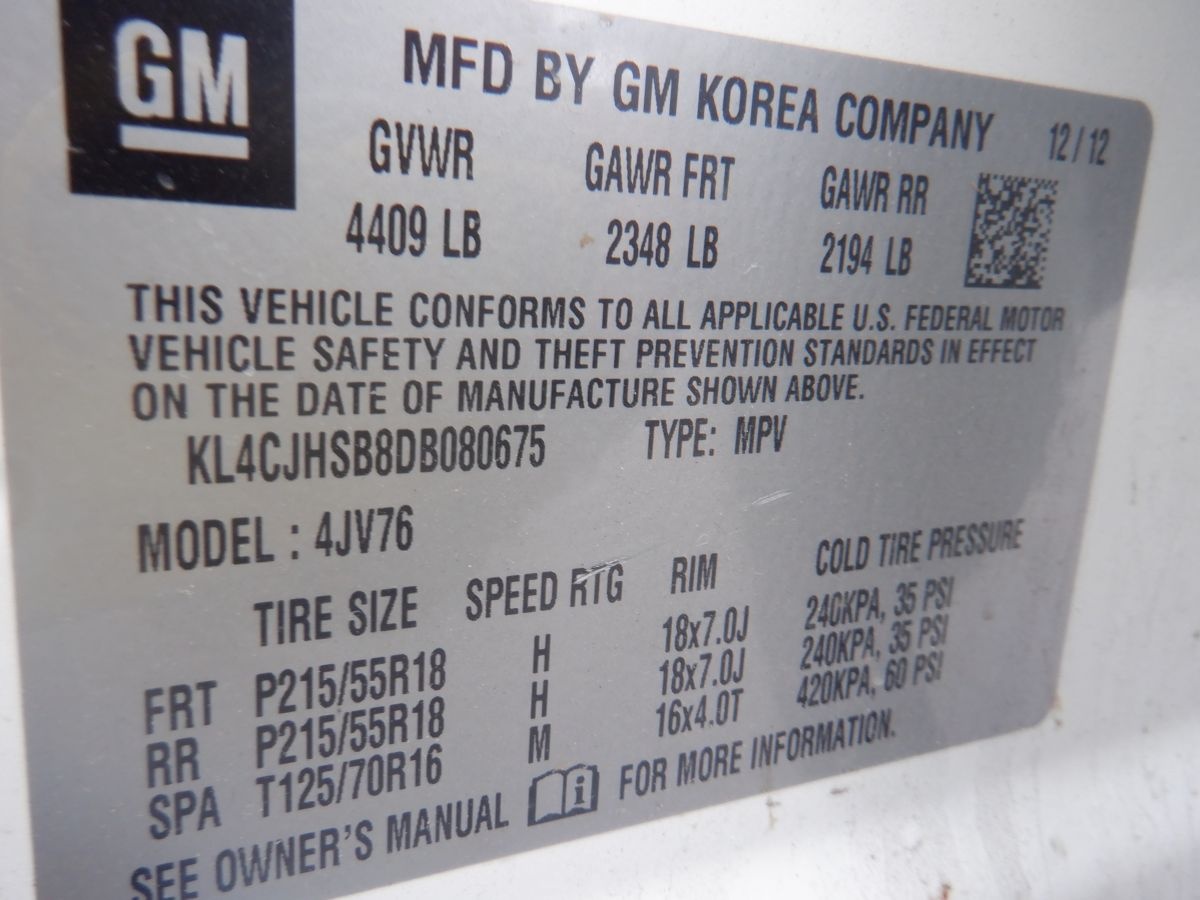 GM
MFD BY GM KOREA COMPANY 12/12
GVWR GAWR FRT GAWR RR
4409 LB 2348 LB 2194 LB
THIS VEHICLE CONFORMS TO ALL APPLICABLE U.S. FEDERAL MOTOR
VEHICLE SAFETY AND THEFT PREVENTION STANDARDS IN EFFECT
ON THE DATE OF MANUFACTURE SHOWN ABOVE.
KL4CJHSB8DB080675 TYPE: MPV
MODEL : 4JV76
TIRE SIZE SPEED RTG RIM COLD TIRE PRESSURE
FRT P215/55R18 H 18x7.0J 240KPA, 35 PSI
RR P215/55R18 H 18x7.0J 240KPA, 35 PSI
SPA T125/70R16 M 16x4.0T 420KPA, 60 PSI
SEE OWNER'S MANUAL i FOR MORE INFORMATION.